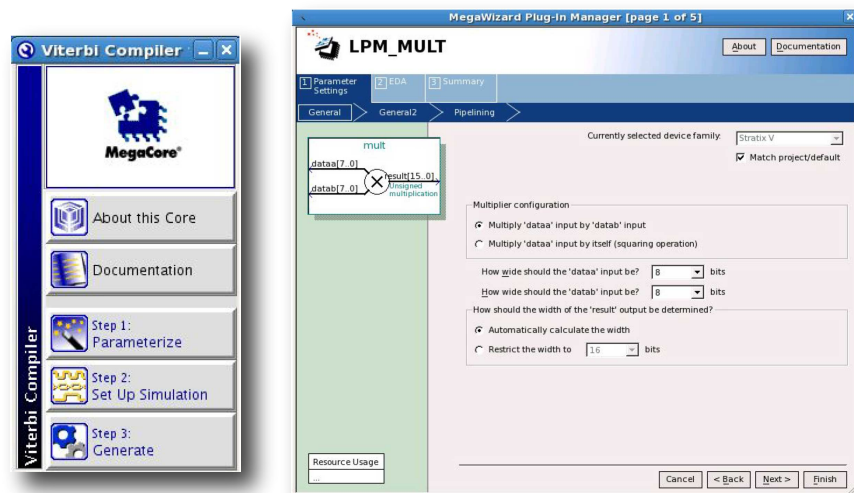 Viterbi Compiler
MegaCore®
About this Core
Documentation
Step 1:
Parameterize
Step 2:
Set Up Simulation
Step 3:
Generate
Viterbi Compiler
MegaWizard Plug-In Manager [page 1 of 5]
LPM_MULT
About
Documentation
1 Parameter Settings
2 EDA
3 Summary
General
General2
Pipelining
mult
dataa[7..0]
result[15..0]
datab[7..0]
Unsigned
multiplication
Currently selected device family:
Stratix V
Match project/default
Multiplier configuration
Multiply 'dataa' input by 'datab' input
Multiply 'dataa' input by itself (squaring operation)
How wide should the 'dataa' input be? 8 bits
How wide should the 'datab' input be? 8 bits
How should the width of the 'result' output be determined?
Automatically calculate the width
Restrict the width to 16 bits
Resource Usage
...
Cancel
< Back
Next >
Finish